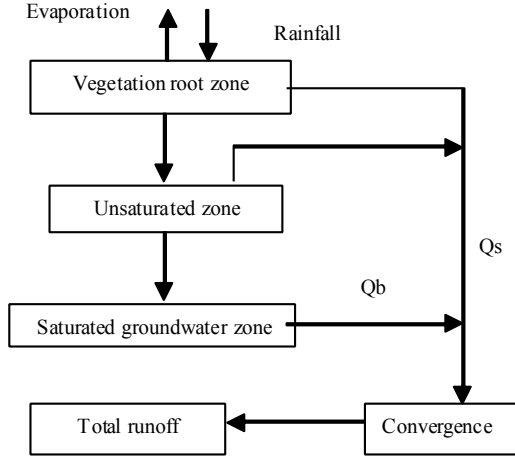 Evaporation
Rainfall
Vegetation root zone
Unsaturated zone
Qs
Qb
Saturated groundwater zone
Total runoff
Convergence